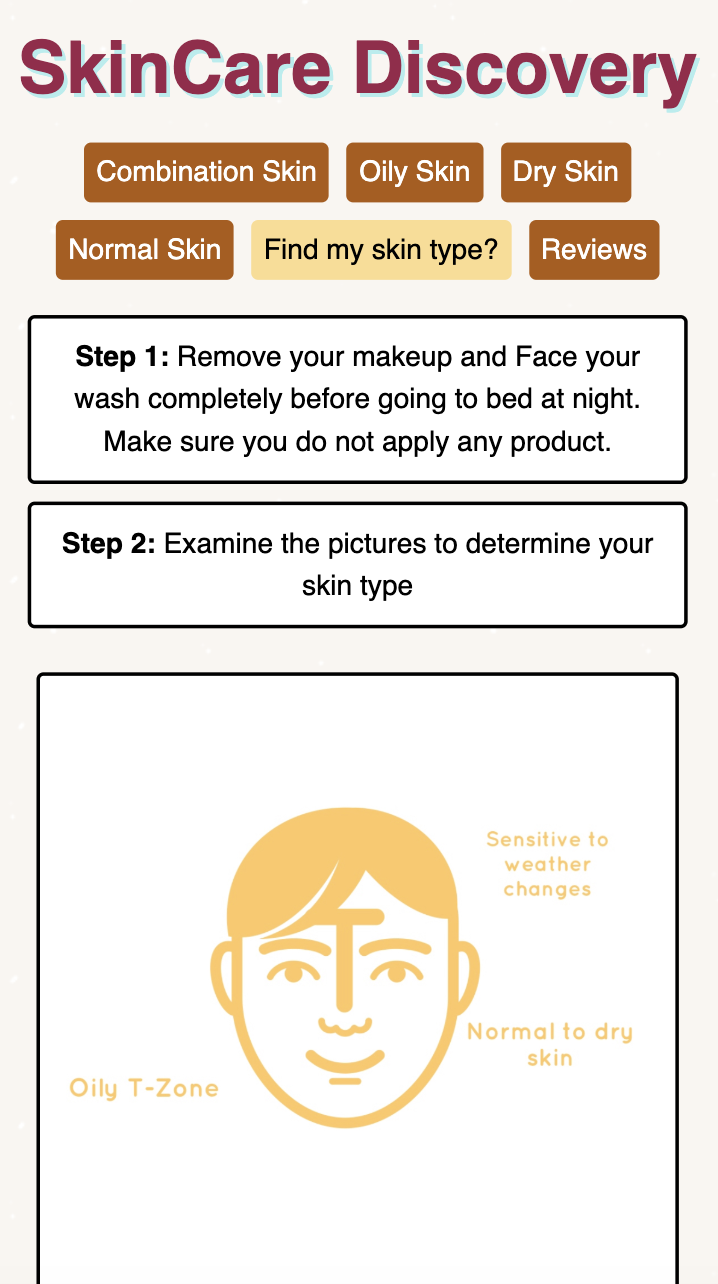 SkinCare Discovery
Combination Skin Oily Skin Dry Skin
Normal Skin Find my skin type? Reviews
Step 1: Remove your makeup and Face your
wash completely before going to bed at night.
Make sure you do not apply any product.
Step 2: Examine the pictures to determine your
skin type
Sensitive to
weather
changes
Normal to dry
skin
Oily T-Zone